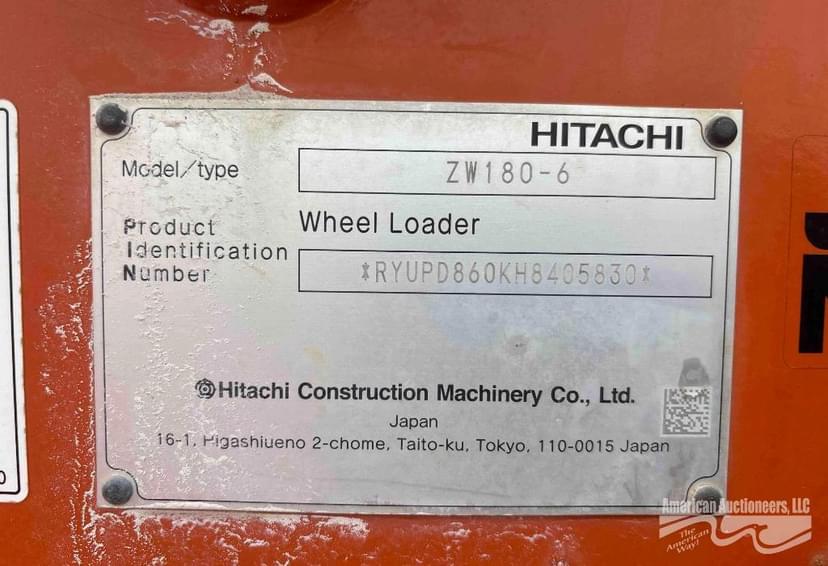 HITACHI
Model/type ZW180-6
Product Wheel Loader
Identification
Number *RYUPD860KH8405830*
Hitachi Construction Machinery Co., Ltd.
Japan
16-1, Higashiueno 2-chome, Taito-ku, Tokyo, 110-0015 Japan
American Auctioneers, LLC
The
American
Way!
0